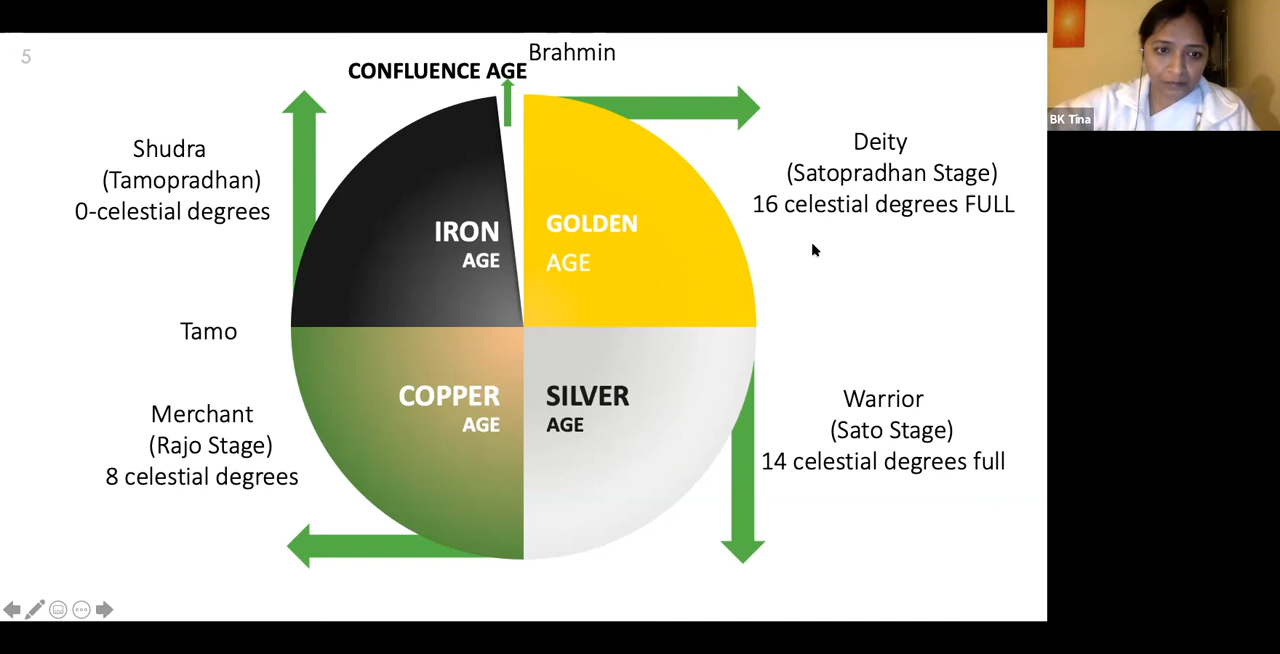 5
Brahmin
CONFLUENCE AGE
BK Tina
Shudra
(Tamopradhan)
0-celestial degrees
Deity
(Satopradhan Stage)
16 celestial degrees FULL
IRON
AGE
GOLDEN
AGE
Tamo
Merchant
(Rajo Stage)
8 celestial degrees
COPPER
AGE
SILVER
AGE
Warrior
(Sato Stage)
14 celestial degrees full